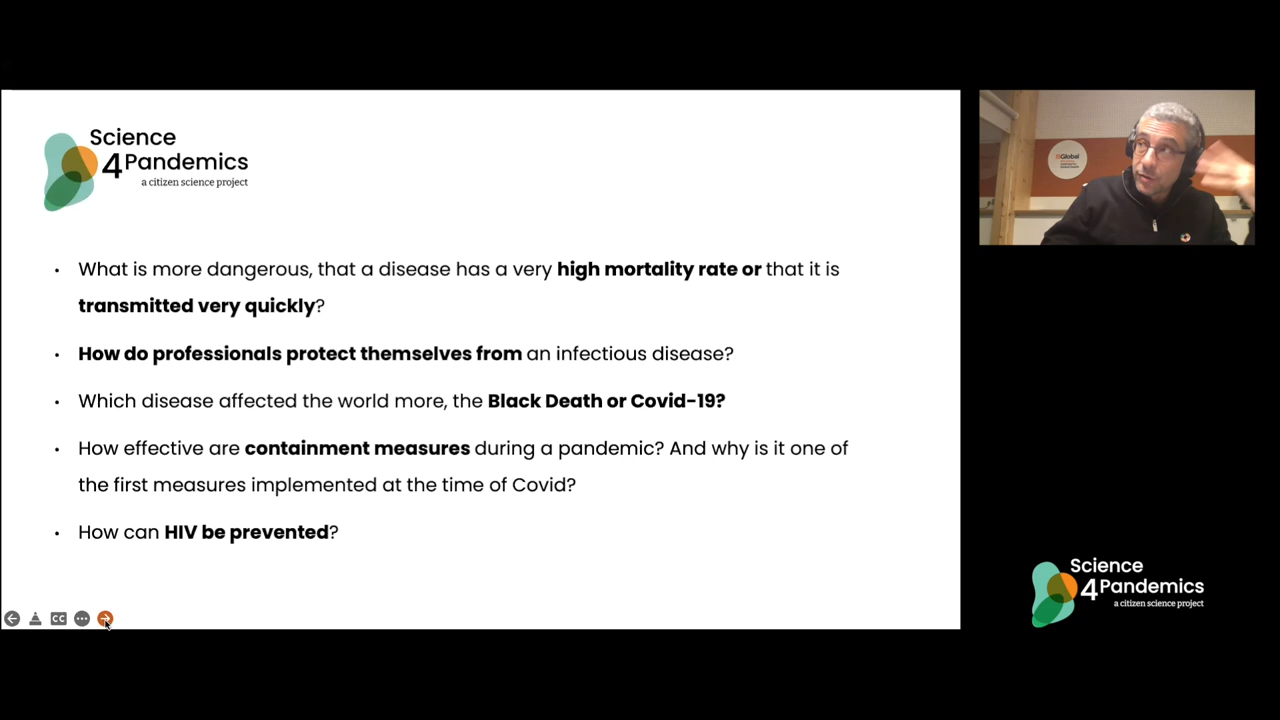 Science
4Pandemics
a citizen science project
• What is more dangerous, that a disease has a very high mortality rate or that it is
transmitted very quickly?
• How do professionals protect themselves from an infectious disease?
• Which disease affected the world more, the Black Death or Covid-19?
• How effective are containment measures during a pandemic? And why is it one of
the first measures implemented at the time of Covid?
• How can HIV be prevented?
CC
ISGlobal
Science
4Pandemics
a citizen science project